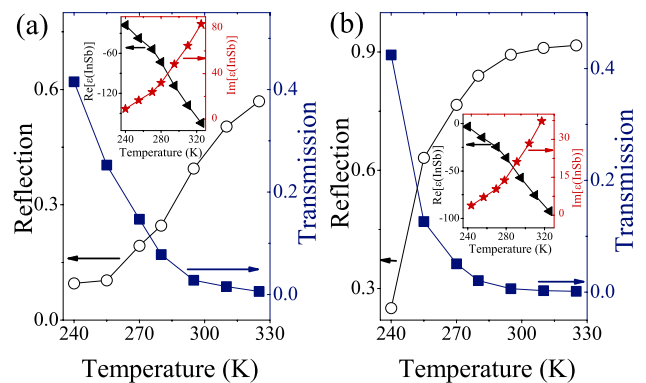 (a)
Reflection
0.6
0.3
0.0
240 270 300 330
Temperature (K)
0.4
0.2
0.0
Transmission
Re[ε(InSb)]
-60
-120
240 280 320
Temperature (K)
80
40
0
Im[ε(InSb)]
(b)
Reflection
0.9
0.6
0.3
240 270 300 330
Temperature (K)
0.4
0.2
0.0
Transmission
Re[ε(InSb)]
0
-50
-100
240 260 280 300 320
Temperature (K)
30
15
0
Im[ε(InSb)]